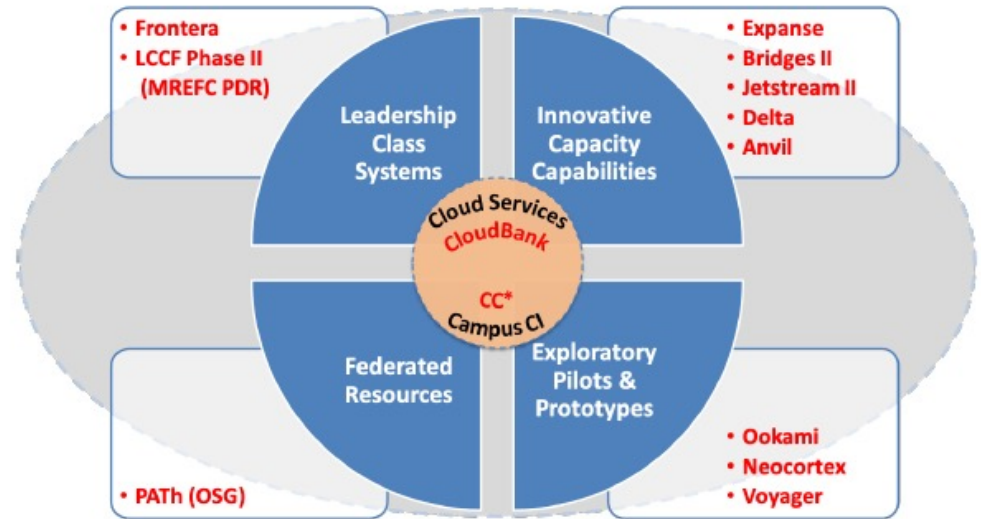 • Frontera
• LCCF Phase II
(MREFC PDR)
Leadership
Class
Systems
Innovative
Capacity
Capabilities
• Expanse
• Bridges II
• Jetstream II
• Delta
• Anvil
Cloud Services
CloudBank
CC*
Campus CI
Federated
Resources
Exploratory
Pilots &
Prototypes
• PATh (OSG)
• Ookami
• Neocortex
• Voyager